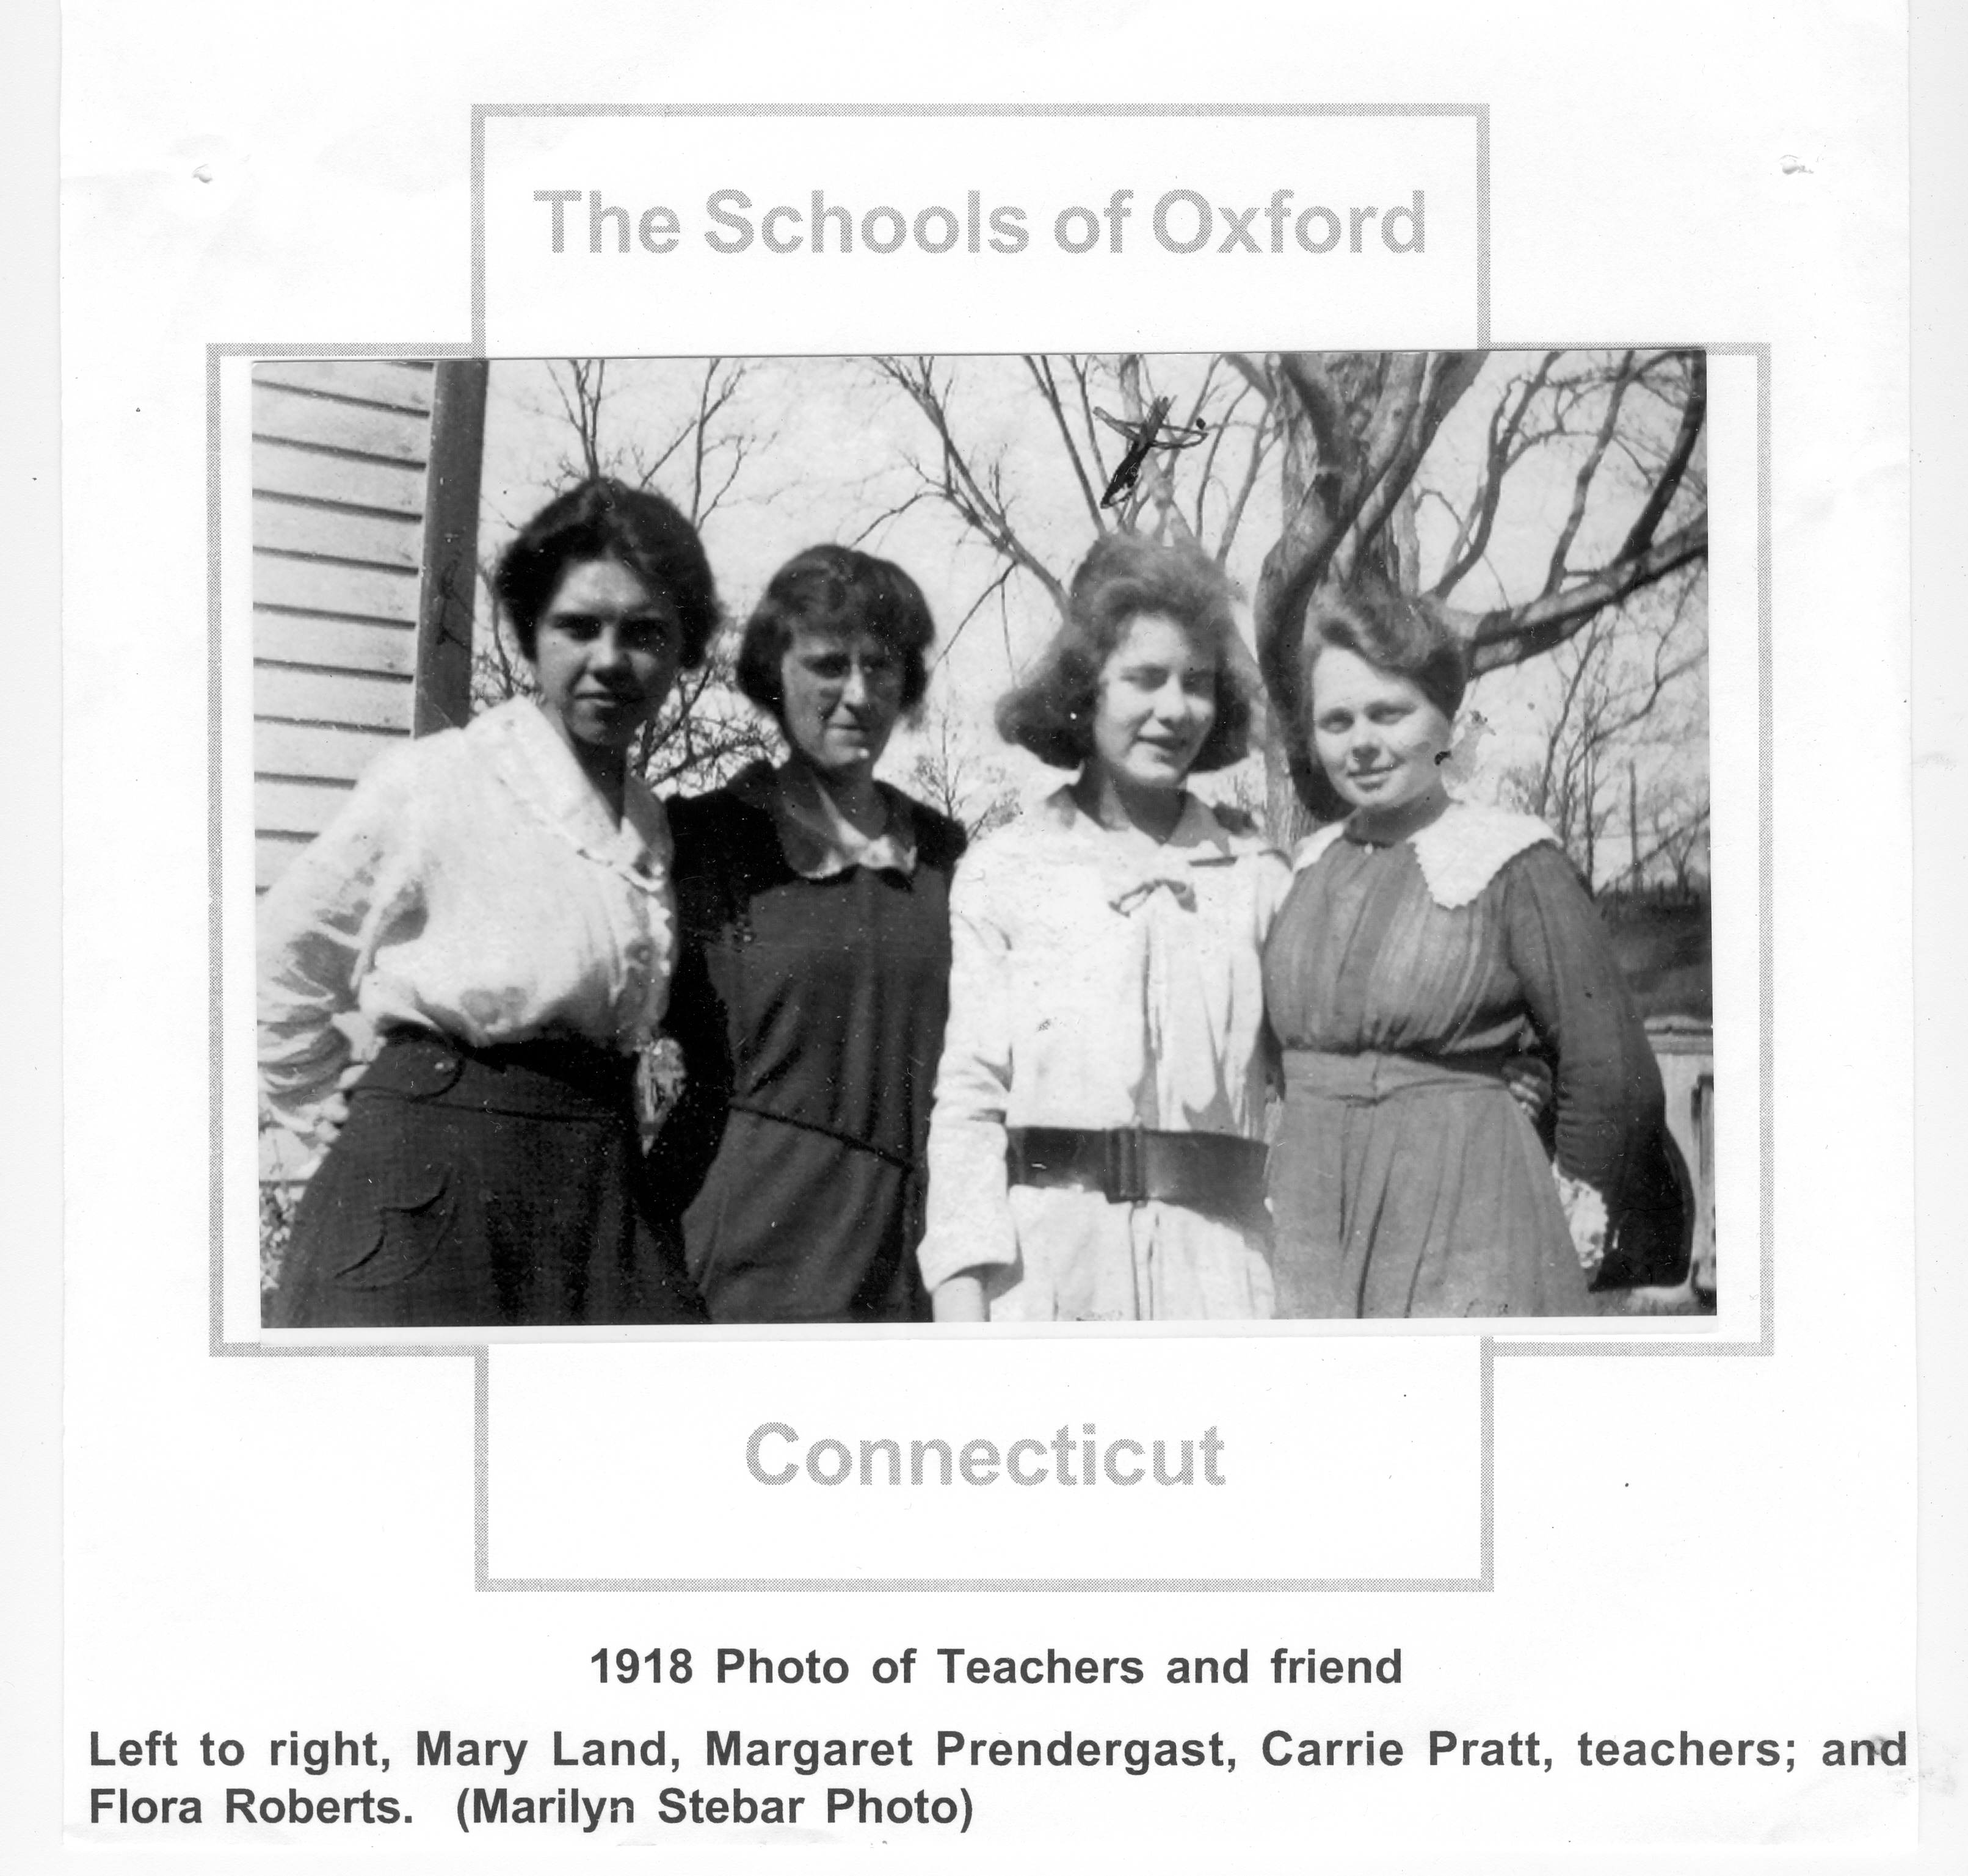 The Schools of Oxford
Connecticut
1918 Photo of Teachers and friend
Left to right, Mary Land, Margaret Prendergast, Carrie Pratt, teachers; and
Flora Roberts. (Marilyn Stebar Photo)